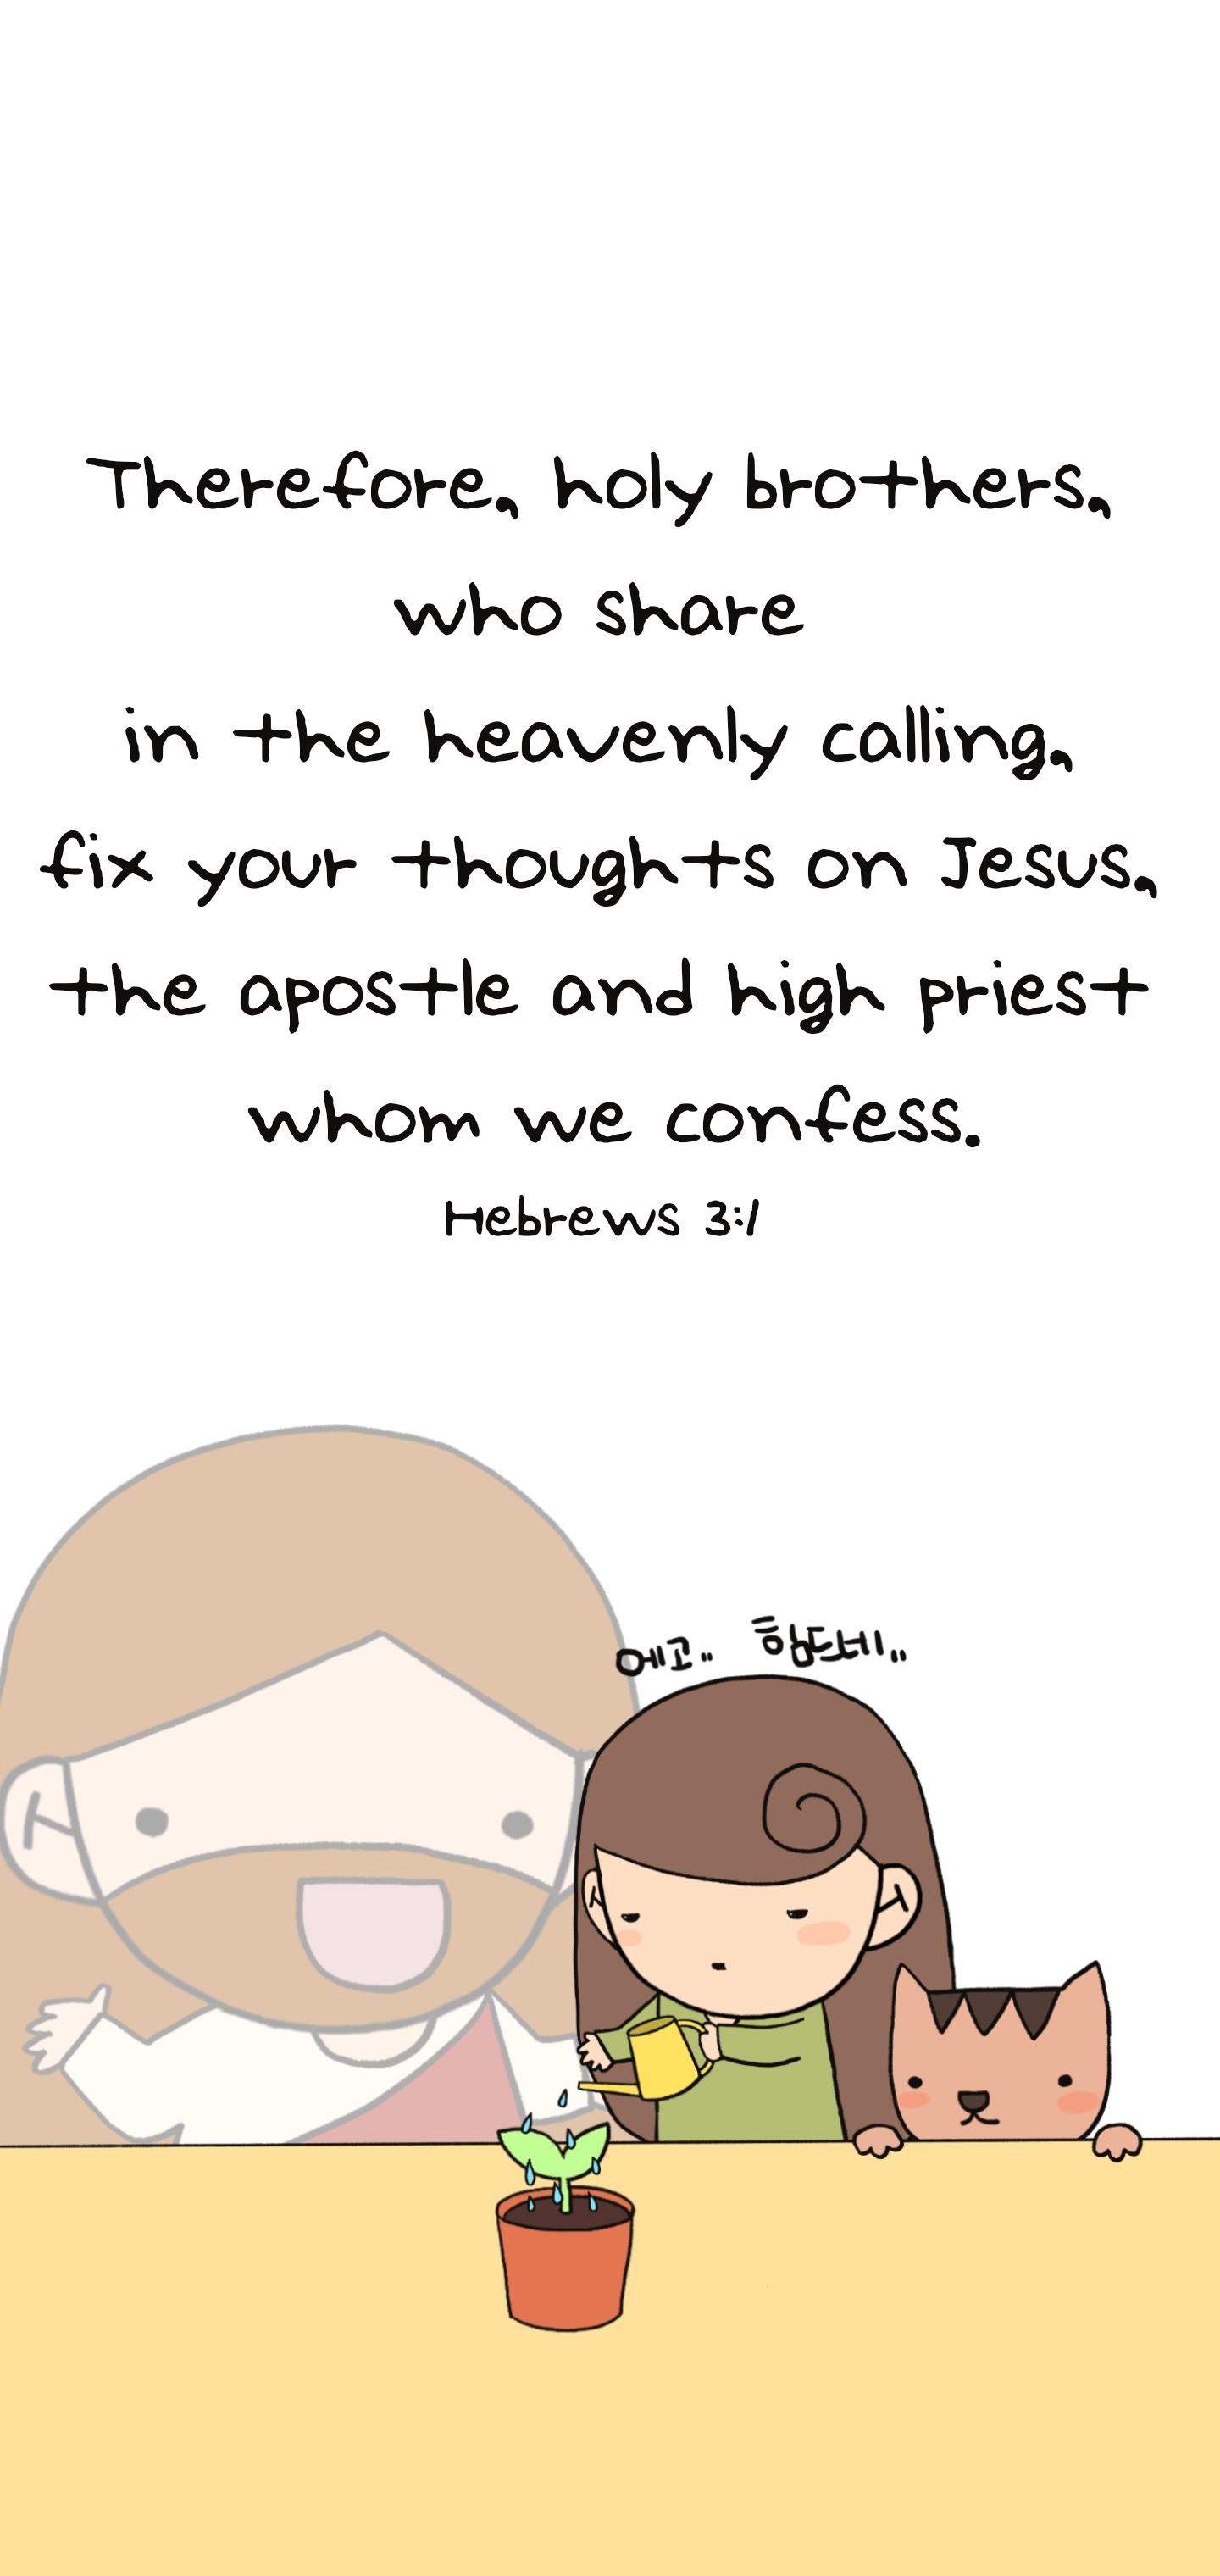 Therefore, holy brothers,
who share
in the heavenly calling,
fix your thoughts on Jesus,
the apostle and high priest
whom we confess.
Hebrews 3:1
에고.. 힘드네..